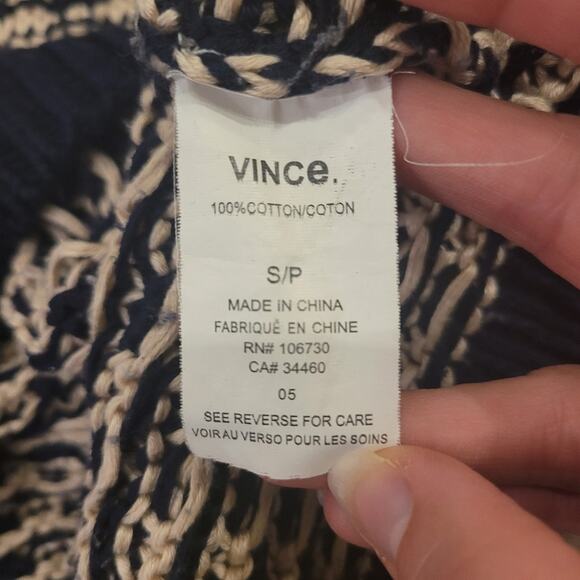 VINCe.
100%COTTON/COTON
S/P
MADE IN CHINA
FABRIQUÉ EN CHINE
RN# 106730
CA# 34460
05
SEE REVERSE FOR CARE
VOIR AU VERSO POUR LES SOINS